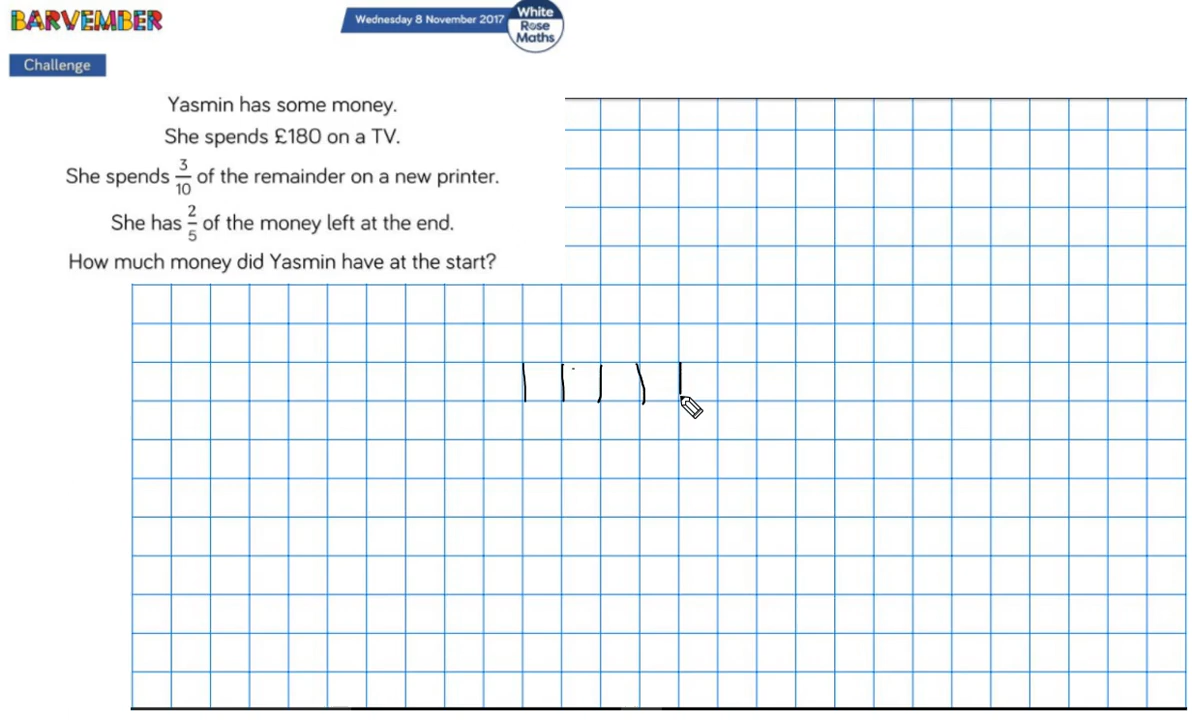 BARVEMBER
Wednesday 8 November 2017
White
Rose
Maths
Challenge
Yasmin has some money.
She spends £180 on a TV.
She spends 3/10 of the remainder on a new printer.
She has 2/5 of the money left at the end.
How much money did Yasmin have at the start?